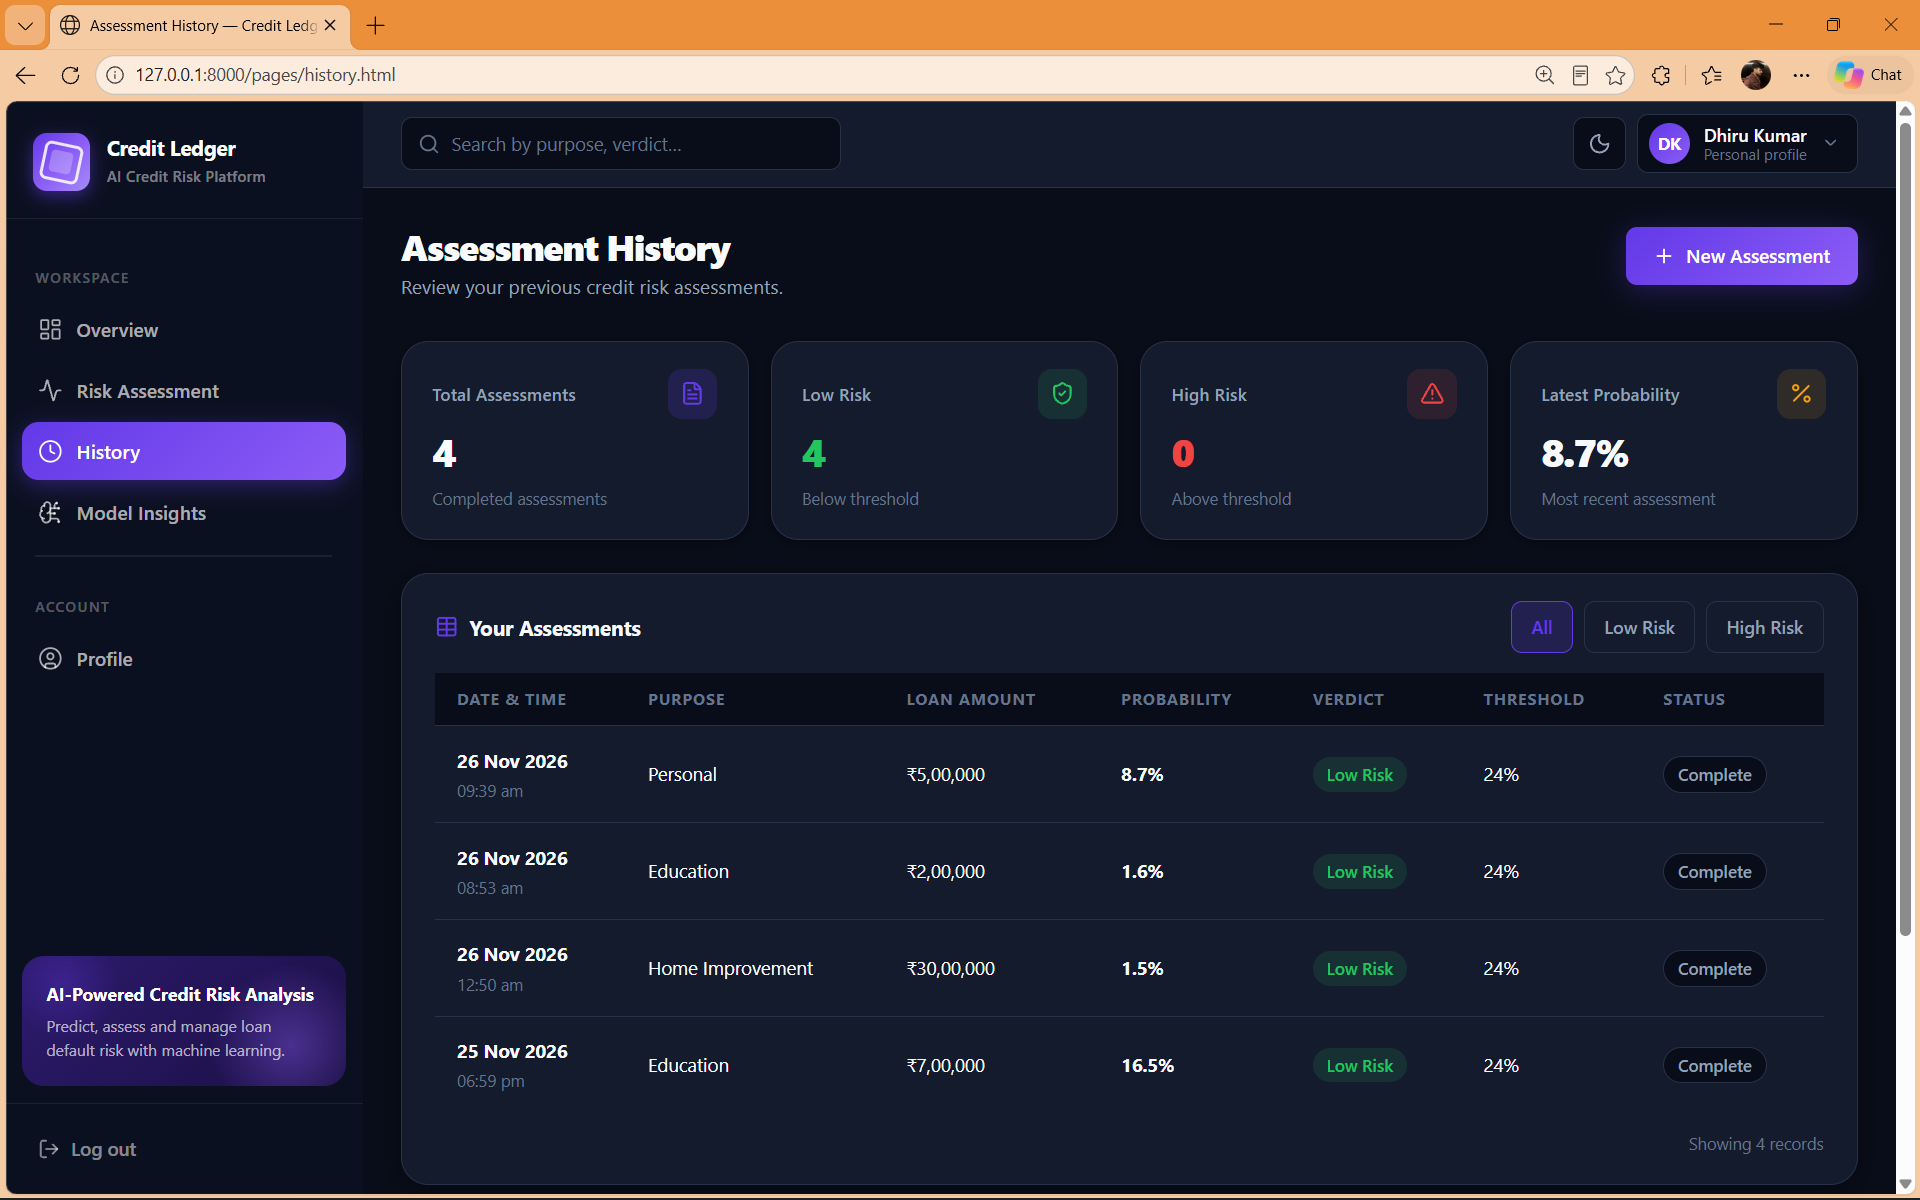 Assessment History — Credit Ledg
127.0.0.1:8000/pages/history.html
Chat
Credit Ledger
AI Credit Risk Platform
Search by purpose, verdict...
DK
Dhiru Kumar
Personal profile
WORKSPACE
Overview
Risk Assessment
History
Model Insights
ACCOUNT
Profile
AI-Powered Credit Risk Analysis
Predict, assess and manage loan
default risk with machine learning.
Log out
Assessment History
Review your previous credit risk assessments.
New Assessment
Total Assessments
4
Completed assessments
Low Risk
4
Below threshold
High Risk
0
Above threshold
Latest Probability
8.7%
Most recent assessment
Your Assessments
All
Low Risk
High Risk
DATE & TIME PURPOSE LOAN AMOUNT PROBABILITY VERDICT THRESHOLD STATUS
26 Nov 2026
09:39 am
Personal ₹5,00,000 8.7% Low Risk 24% Complete
26 Nov 2026
08:53 am
Education ₹2,00,000 1.6% Low Risk 24% Complete
26 Nov 2026
12:50 am
Home Improvement ₹30,00,000 1.5% Low Risk 24% Complete
25 Nov 2026
06:59 pm
Education ₹7,00,000 16.5% Low Risk 24% Complete
Showing 4 records